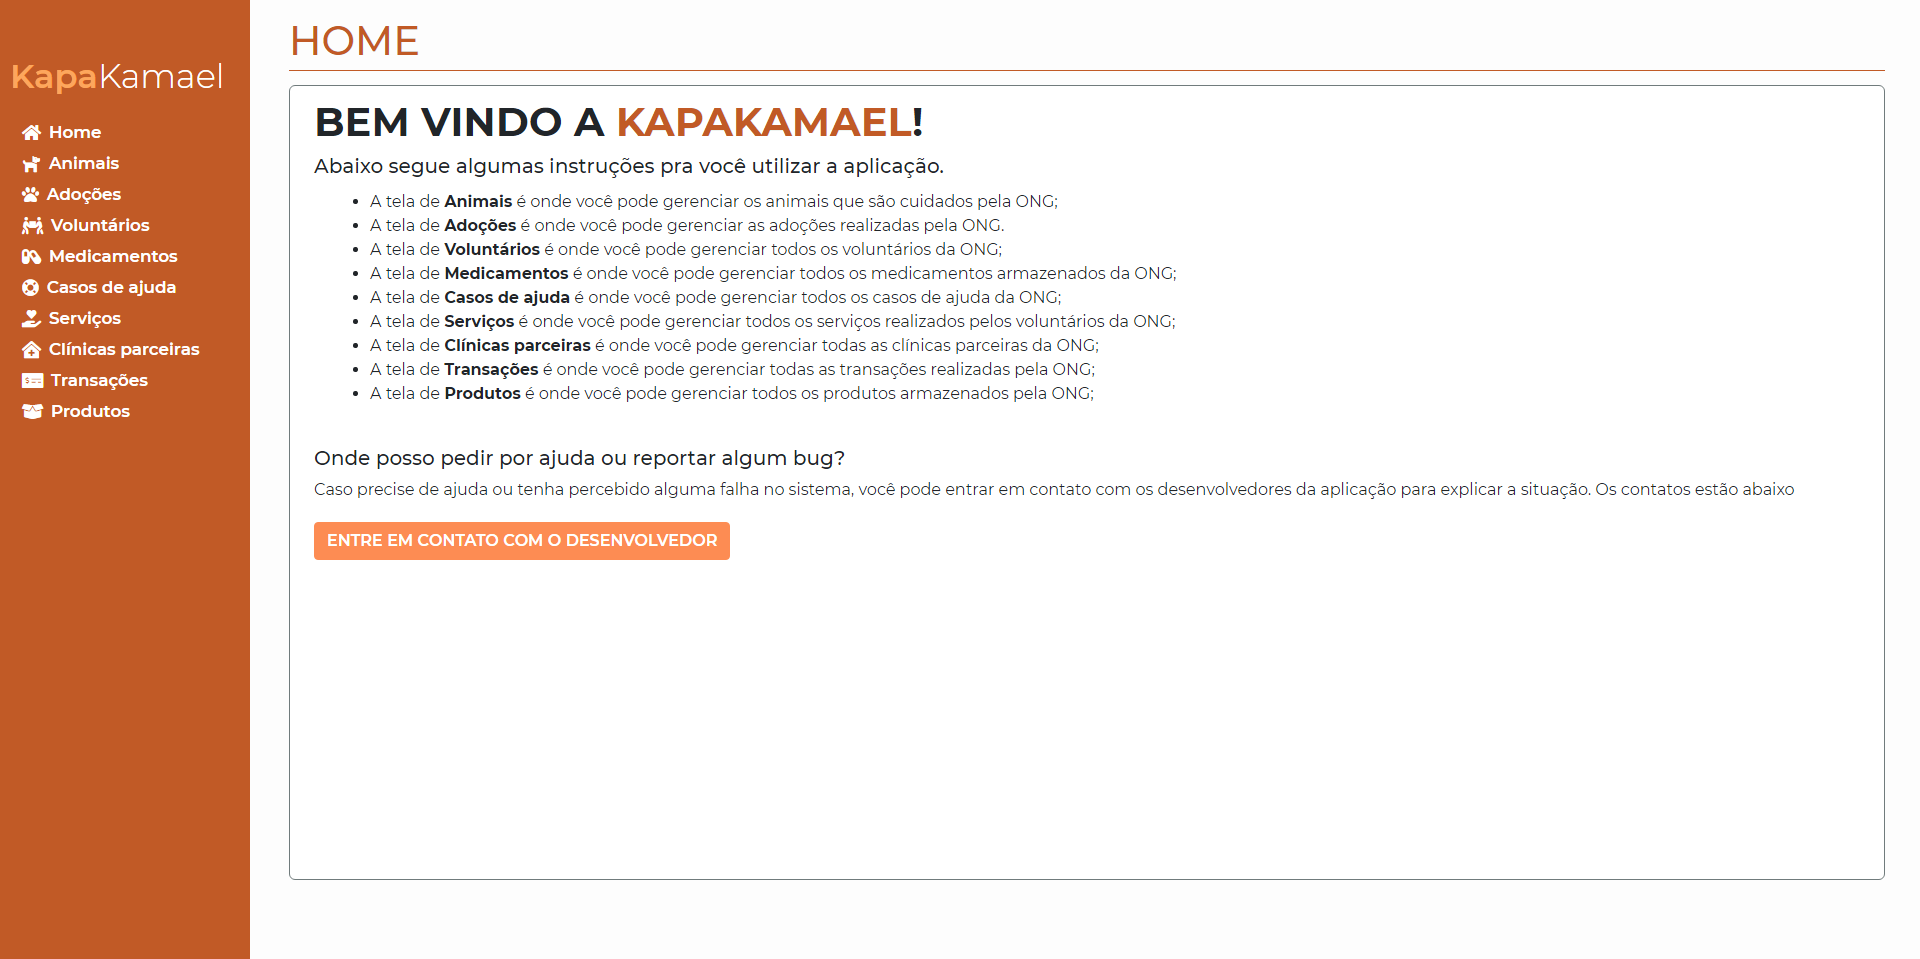 KapaKamael
Home
Animais
Adoções
Voluntários
Medicamentos
Casos de ajuda
Serviços
Clínicas parceiras
Transações
Produtos
HOME
BEM VINDO A KAPAKAMAEL!
Abaixo segue algumas instruções pra você utilizar a aplicação.
A tela de Animais é onde você pode gerenciar os animais que são cuidados pela ONG;
A tela de Adoções é onde você pode gerenciar as adoções realizadas pela ONG.
A tela de Voluntários é onde você pode gerenciar todos os voluntários da ONG;
A tela de Medicamentos é onde você pode gerenciar todos os medicamentos armazenados da ONG;
A tela de Casos de ajuda é onde você pode gerenciar todos os casos de ajuda da ONG;
A tela de Serviços é onde você pode gerenciar todos os serviços realizados pelos voluntários da ONG;
A tela de Clínicas parceiras é onde você pode gerenciar todas as clínicas parceiras da ONG;
A tela de Transações é onde você pode gerenciar todas as transações realizadas pela ONG;
A tela de Produtos é onde você pode gerenciar todos os produtos armazenados pela ONG;
Onde posso pedir por ajuda ou reportar algum bug?
Caso precise de ajuda ou tenha percebido alguma falha no sistema, você pode entrar em contato com os desenvolvedores da aplicação para explicar a situação. Os contatos estão abaixo
ENTRE EM CONTATO COM O DESENVOLVEDOR